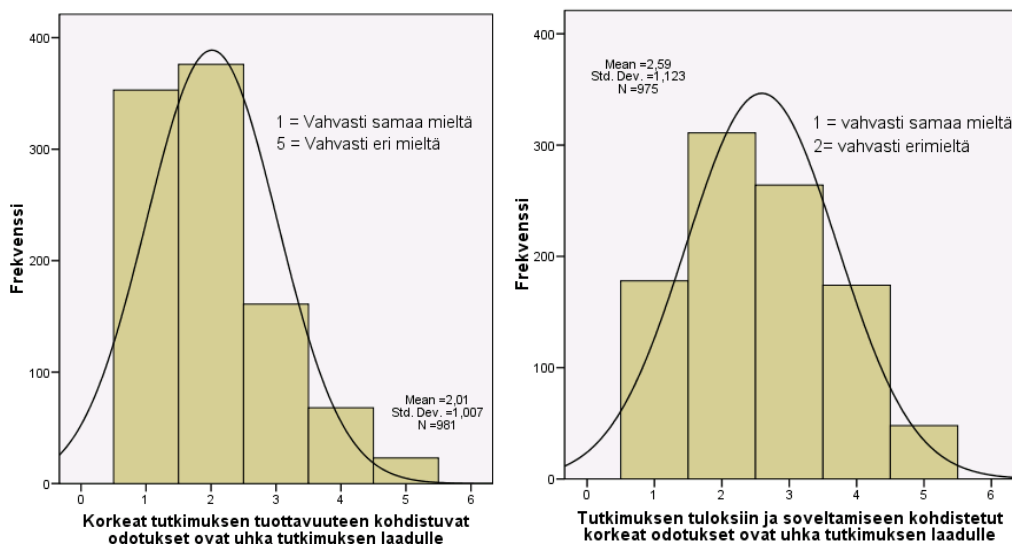 400
300
200
100
0
Frekvenssi
1 = Vahvasti samaa mieltä
5 = Vahvasti eri mieltä
Mean =2,01
Std. Dev. =1,007
N =981
0 1 2 3 4 5 6
Korkeat tutkimuksen tuottavuuteen kohdistuvat
odotukset ovat uhka tutkimuksen laadulle
400
300
200
100
0
Frekvenssi
Mean =2,59
Std. Dev. =1,123
N =975
1 = vahvasti samaa mieltä
2= vahvasti erimieltä
0 1 2 3 4 5 6
Tutkimuksen tuloksiin ja soveltamiseen kohdistetut
korkeat odotukset ovat uhka tutkimuksen laadulle